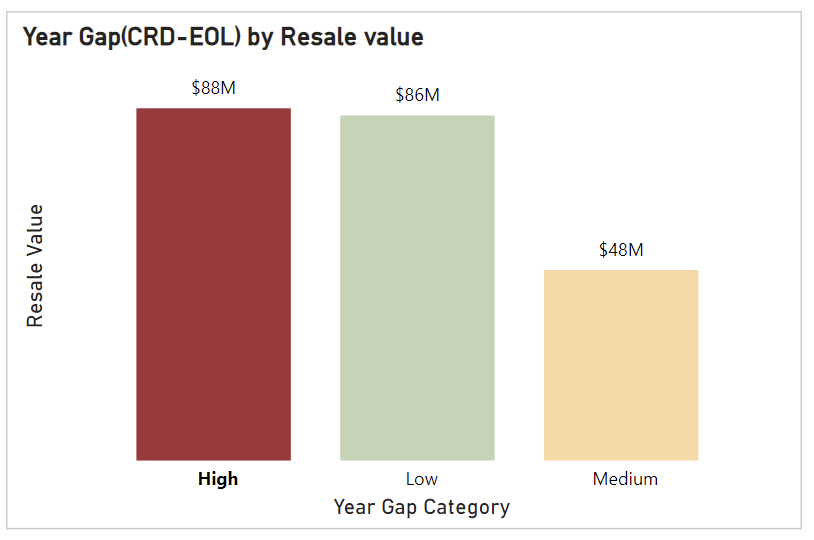 Year Gap(CRD-EOL) by Resale value
$88M
$86M
$48M
Resale Value
High
Low
Medium
Year Gap Category